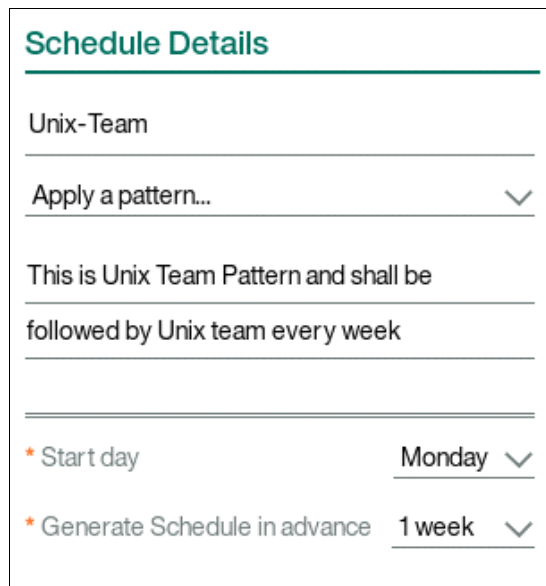 Schedule Details
Unix-Team
Apply a pattern...
This is Unix Team Pattern and shall be
followed by Unix team every week
* Start day Monday
* Generate Schedule in advance 1 week